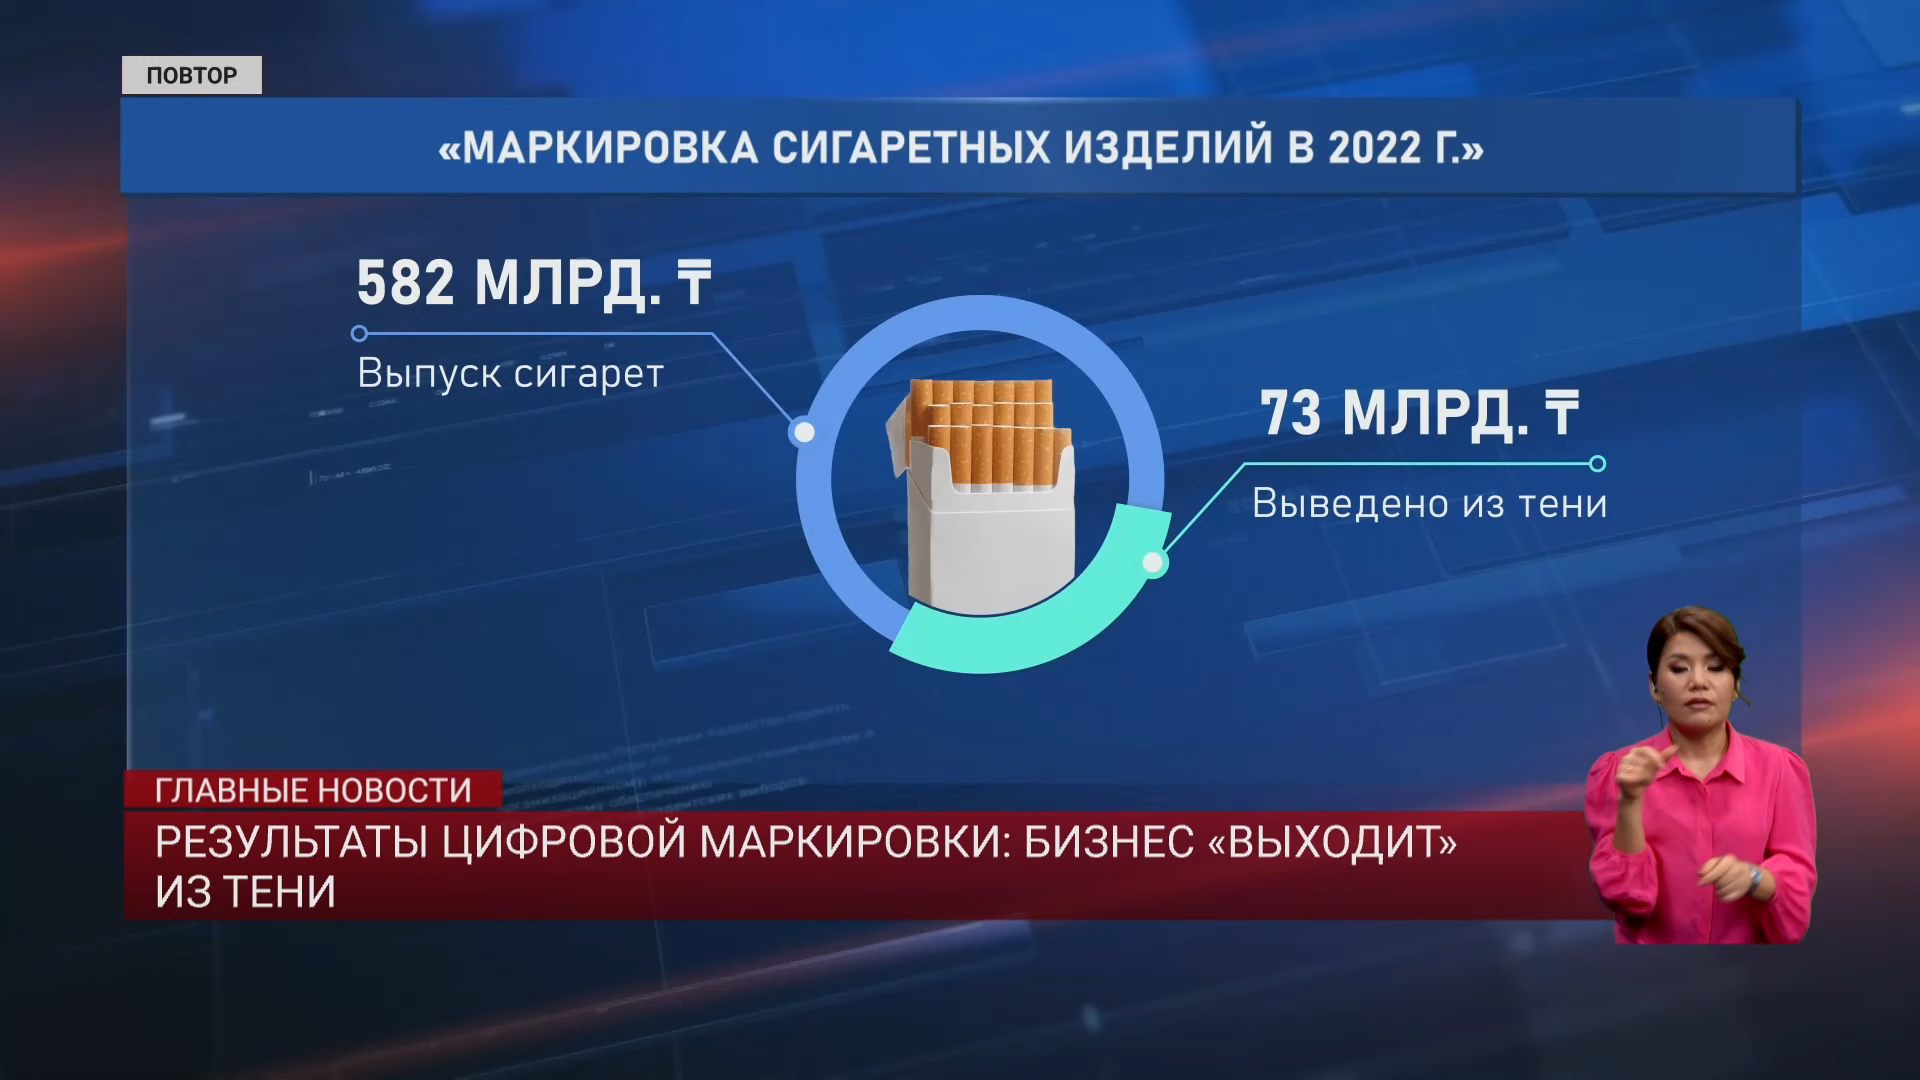 ПОВТОР
«МАРКИРОВКА СИГАРЕТНЫХ ИЗДЕЛИЙ В 2022 Г.»
582 МЛРД. ₸
Выпуск сигарет
73 МЛРД. ₸
Выведено из тени
ГЛАВНЫЕ НОВОСТИ
РЕЗУЛЬТАТЫ ЦИФРОВОЙ МАРКИРОВКИ: БИЗНЕС «ВЫХОДИТ»
ИЗ ТЕНИ